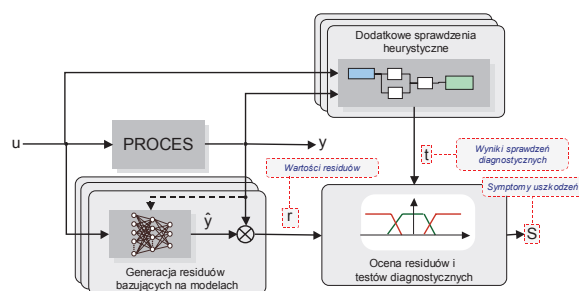 Dodatkowe sprawdzenia
heurystyczne
u
PROCES
y
t
Wyniki sprawdzeń
diagnostycznych
Wartości residuów
Symptomy uszkodzeń
r
ŷ
S
Generacja residuów
bazujących na modelach
Ocena residuów i
testów diagnostycznych